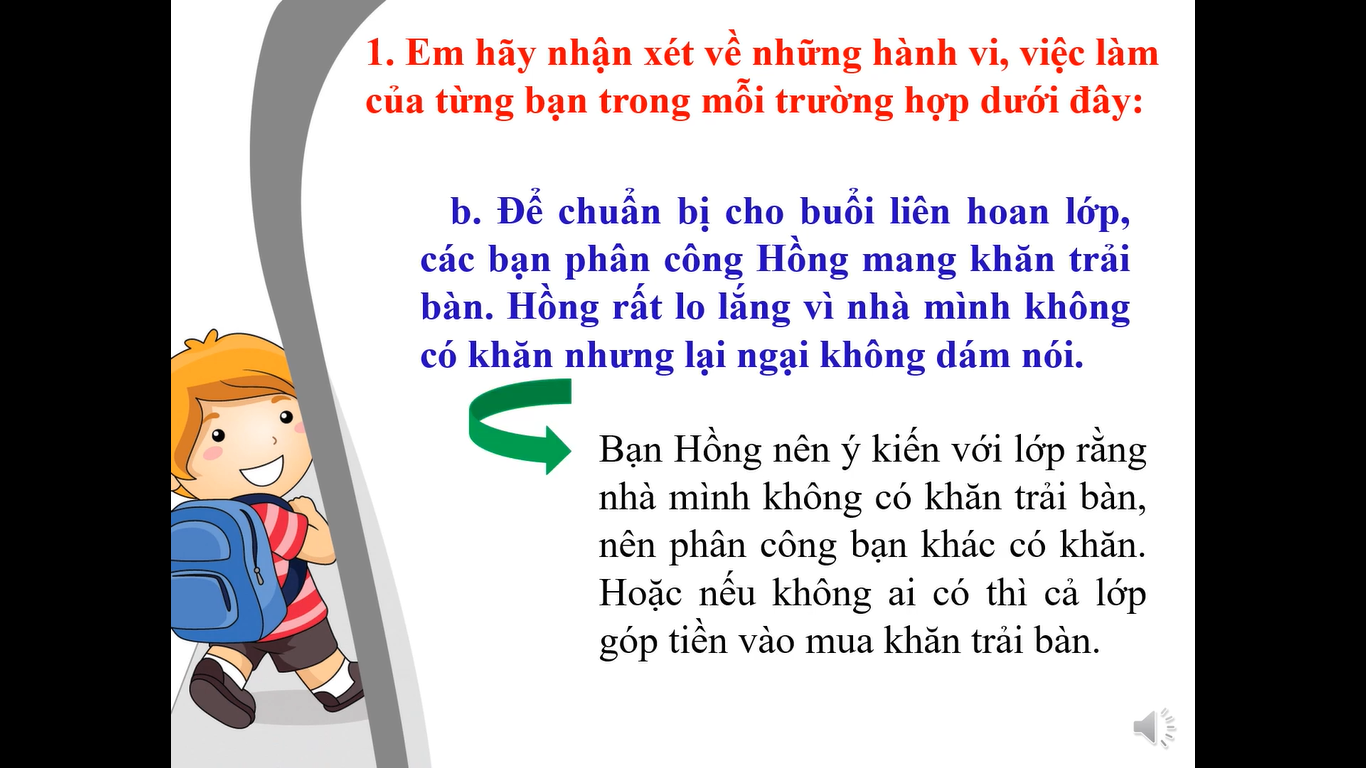 1. Em hãy nhận xét về những hành vi, việc làm
của từng bạn trong mỗi trường hợp dưới đây:
b. Để chuẩn bị cho buổi liên hoan lớp,
các bạn phân công Hồng mang khăn trải
bàn. Hồng rất lo lắng vì nhà mình không
có khăn nhưng lại ngại không dám nói.
Bạn Hồng nên ý kiến với lớp rằng
nhà mình không có khăn trải bàn,
nên phân công bạn khác có khăn.
Hoặc nếu không ai có thì cả lớp
góp tiền vào mua khăn trải bàn.